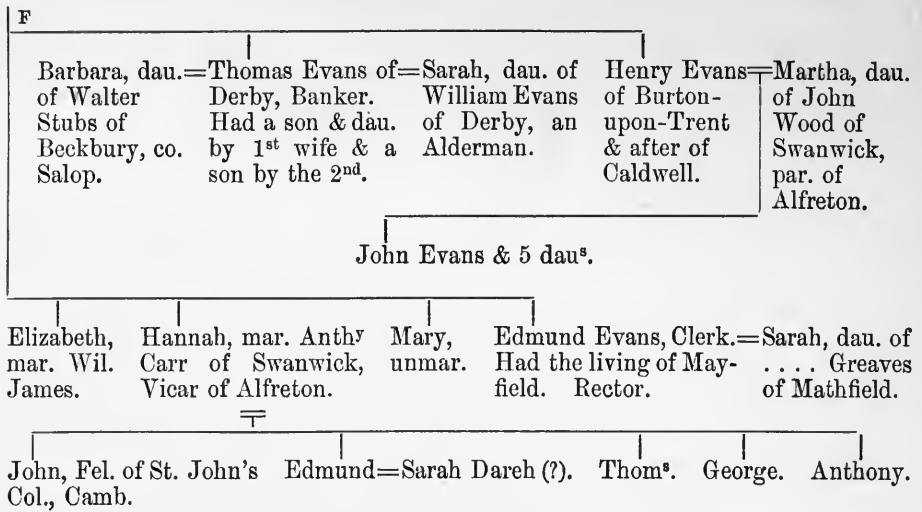 F
Barbara, dau.=Thomas Evans of=Sarah, dau. of Henry Evans=Martha, dau.
of Walter Derby, Banker. William Evans of Burton- of John
Stubs of Had a son & dau. of Derby, an upon-Trent Wood of
Beckbury, co. by 1st wife & a Alderman. & after of Swanwick,
Salop. son by the 2nd. Caldwell. par. of
Alfreton.
John Evans & 5 daus.
Elizabeth, Hannah, mar. Anthy Mary, Edmund Evans, Clerk.=Sarah, dau. of
mar. Wil. Carr of Swanwick, unmar. Had the living of May- .... Greaves
James. Vicar of Alfreton. field. Rector. of Mathfield.
John, Fel. of St. John's Edmund=Sarah Dareh (?). Thoms. George. Anthony.
Col., Camb.